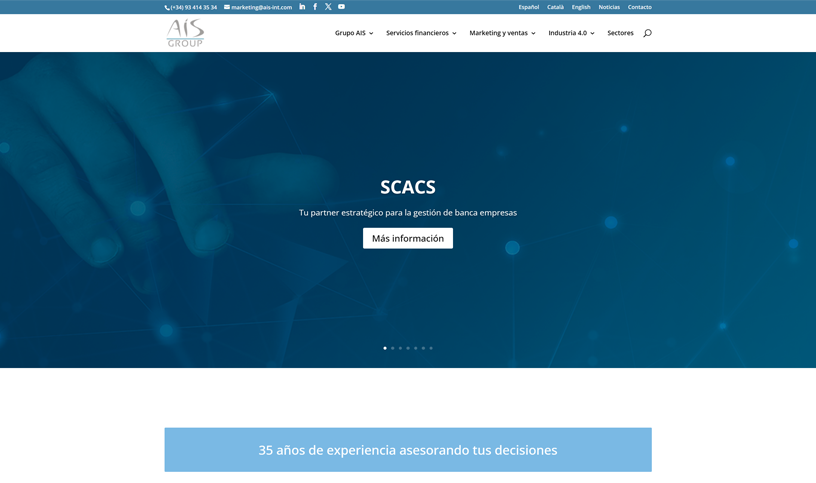 (+34) 93 414 35 34 marketing@ais-int.com Español Català English Noticias Contacto
AIS GROUP Grupo AIS Servicios financieros Marketing y ventas Industria 4.0 Sectores
SCACS
Tu partner estratégico para la gestión de banca empresas
Más información
35 años de experiencia asesorando tus decisiones